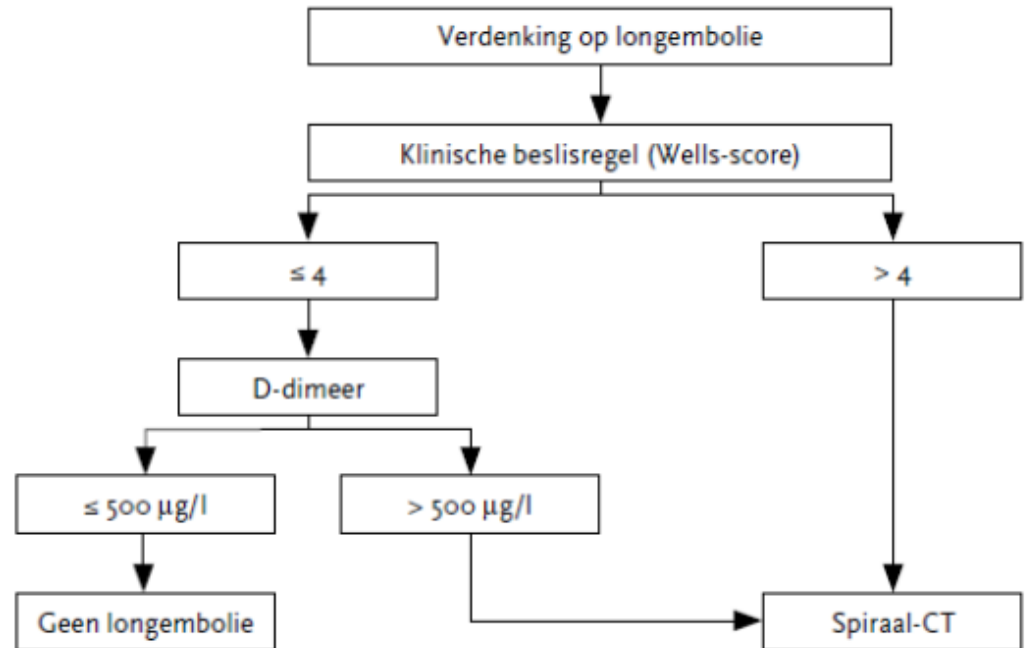 Verdenking op longembolie
Klinische beslisregel (Wells-score)
≤ 4
> 4
D-dimeer
≤ 500 µg/l
> 500 µg/l
Geen longembolie
Spiraal-CT